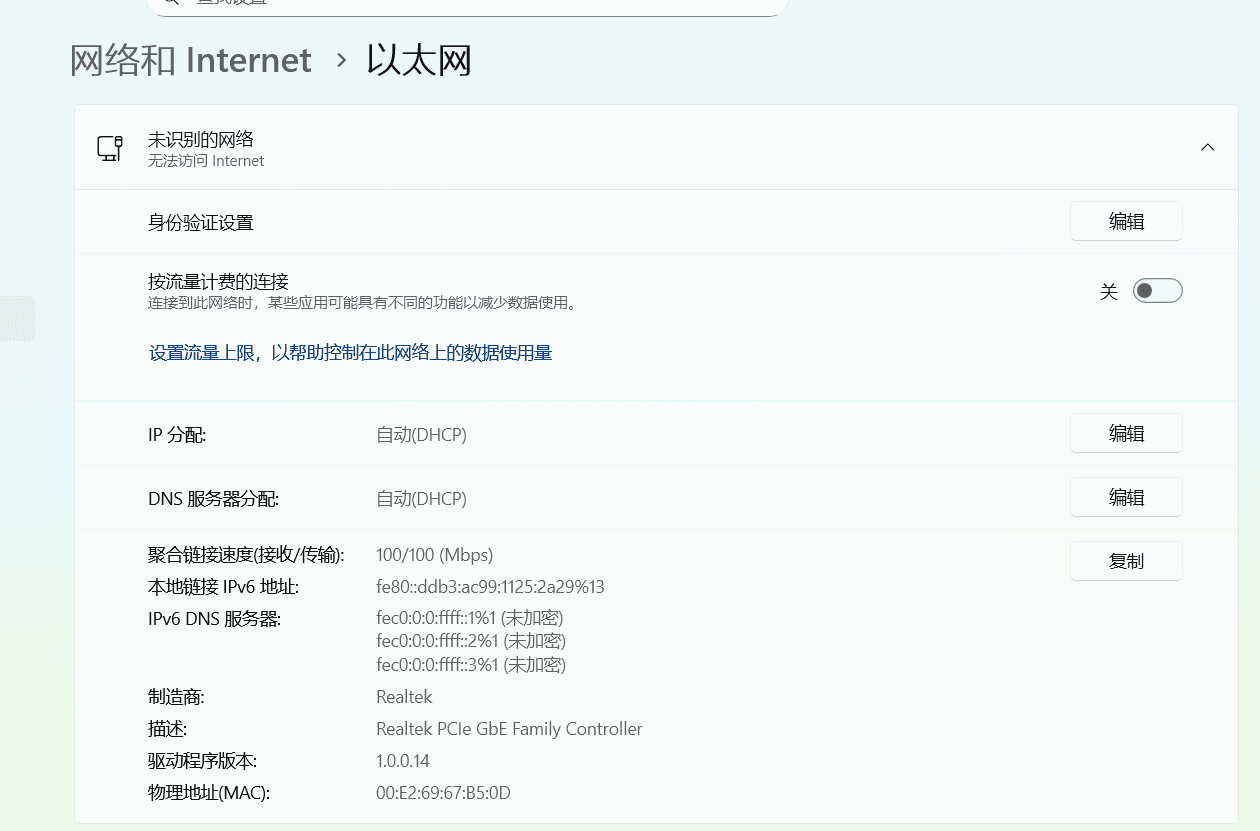 网络和 Internet › 以太网
未识别的网络
无法访问 Internet
身份验证设置 编辑
按流量计费的连接
连接到此网络时，某些应用可能具有不同的功能以减少数据使用。
关
设置流量上限，以帮助控制在此网络上的数据使用量
IP 分配: 自动(DHCP) 编辑
DNS 服务器分配: 自动(DHCP) 编辑
聚合链接速度(接收/传输): 100/100 (Mbps) 复制
本地链接 IPv6 地址: fe80::ddb3:ac99:1125:2a29%13
IPv6 DNS 服务器: fec0:0:0:ffff::1%1 (未加密)
fec0:0:0:ffff::2%1 (未加密)
fec0:0:0:ffff::3%1 (未加密)
制造商: Realtek
描述: Realtek PCIe GbE Family Controller
驱动程序版本: 1.0.0.14
物理地址(MAC): 00:E2:69:67:B5:0D